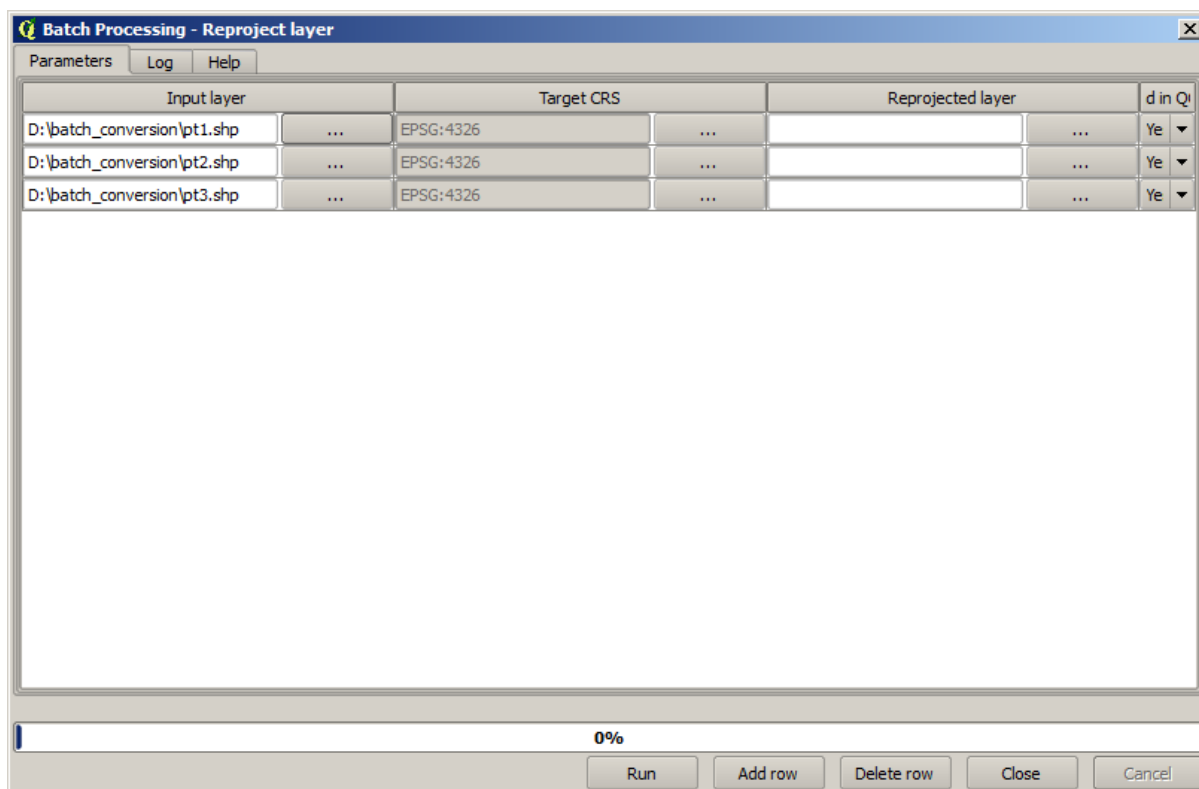 Batch Processing - Reproject layer
Parameters Log Help
Input layer Target CRS Reprojected layer d in Q
D:\batch_conversion\pt1.shp ... EPSG:4326 ... ... Ye
D:\batch_conversion\pt2.shp ... EPSG:4326 ... ... Ye
D:\batch_conversion\pt3.shp ... EPSG:4326 ... ... Ye
0%
Run Add row Delete row Close Cancel